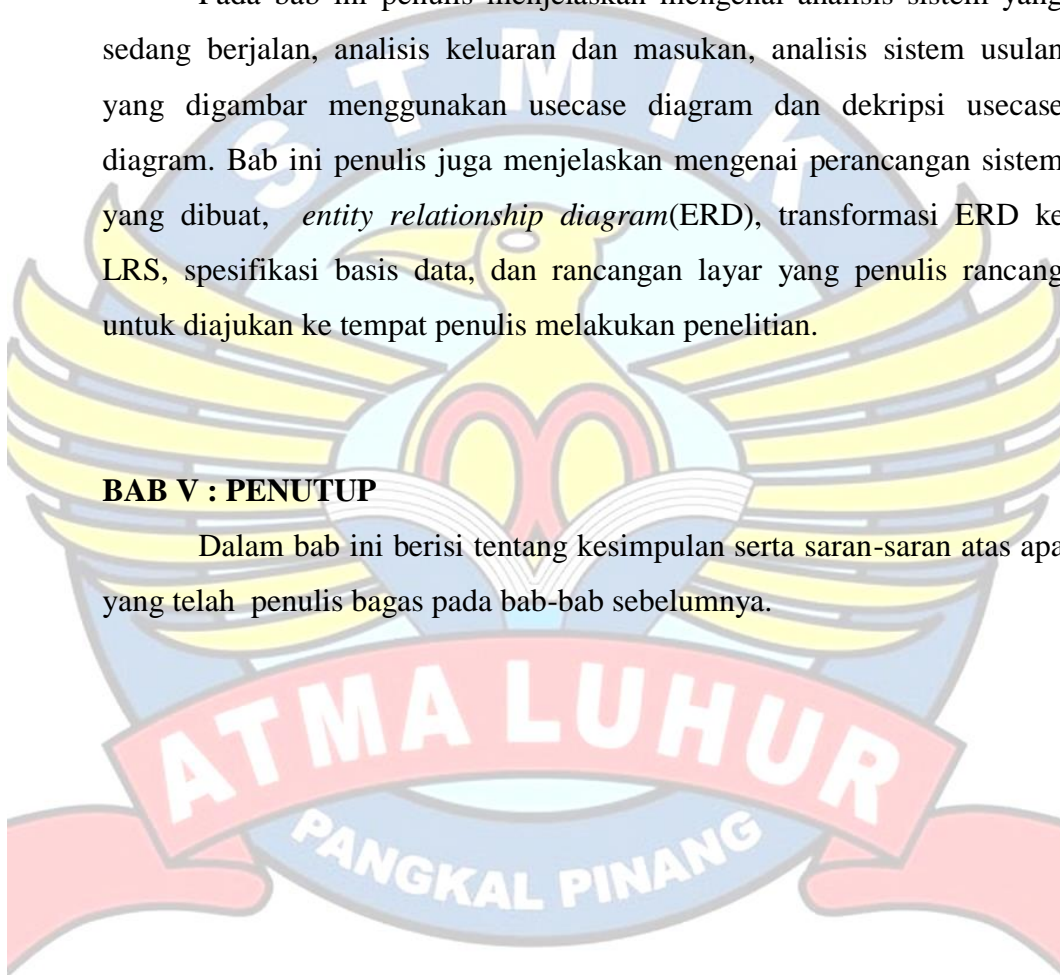 Pada bab ini penulis menjelaskan mengenai analisis sistem yang
sedang berjalan, analisis keluaran dan masukan, analisis sistem usulan
yang digambar menggunakan usecase diagram dan dekripsi usecase
diagram. Bab ini penulis juga menjelaskan mengenai perancangan sistem
yang dibuat, entity relationship diagram(ERD), transformasi ERD ke
LRS, spesifikasi basis data, dan rancangan layar yang penulis rancang
untuk diajukan ke tempat penulis melakukan penelitian.
BAB V : PENUTUP
Dalam bab ini berisi tentang kesimpulan serta saran-saran atas apa
yang telah penulis bagas pada bab-bab sebelumnya.
STMIK
ATMA LUHUR
PANGKAL PINANG